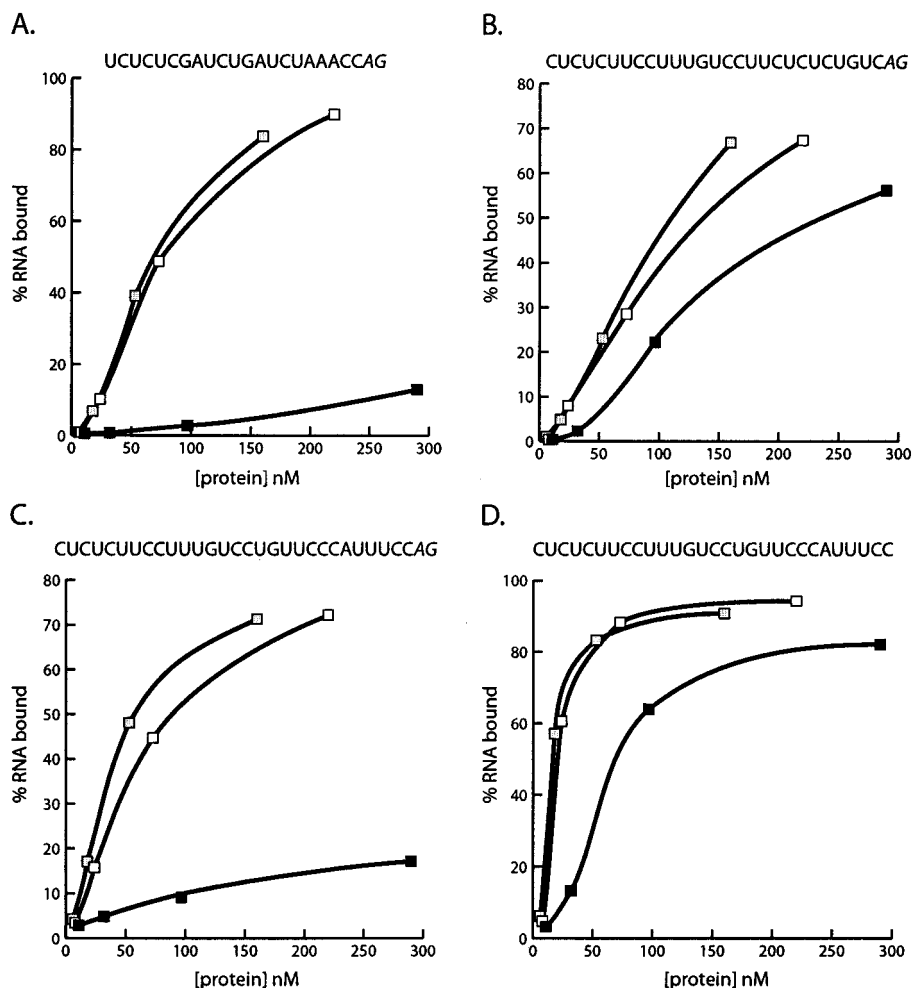 A.
UCUCUCGAUCUGAUCUAAACCAG
% RNA bound
100
80
60
40
20
0
0 50 100 150 200 250 300
[protein] nM
B.
CUCUCUUCCUUUGUCCUUCUCUCUGUCAG
% RNA bound
80
70
60
50
40
30
20
10
0
0 50 100 150 200 250 300
[protein] nM
C.
CUCUCUUCCUUUGUCCUGUUCCCAUUUCCAG
% RNA bound
80
70
60
50
40
30
20
10
0
0 50 100 150 200 250 300
[protein] nM
D.
CUCUCUUCCUUUGUCCUGUUCCCAUUUCC
% RNA bound
100
80
60
40
20
0
0 50 100 150 200 250 300
[protein] nM